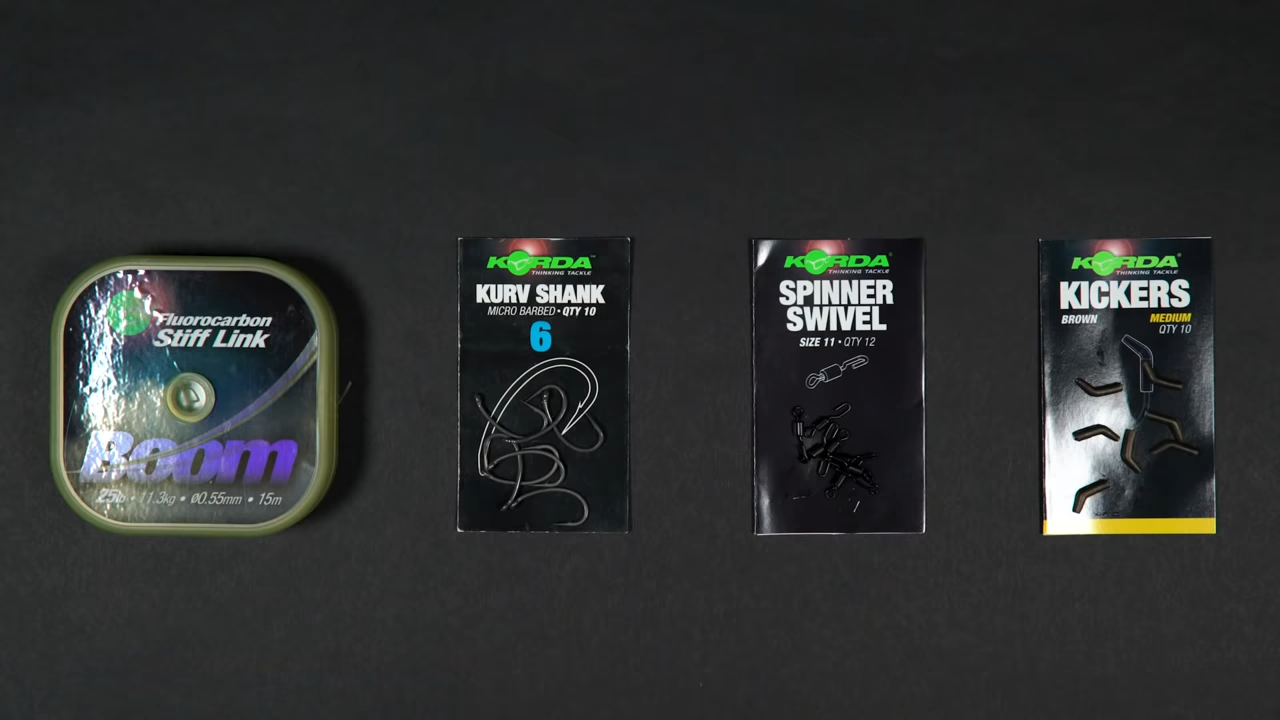 Fluorocarbon
Stiff Link
Boom
25lb • 11.3kg • Ø0.55mm • 15m
KORDA™
THINKING TACKLE
KURV SHANK
MICRO BARBED • QTY 10
6
KORDA
THINKING TACKLE
SPINNER
SWIVEL
SIZE 11 • QTY 12
KORDA
THINKING TACKLE
KICKERS
BROWN
MEDIUM
QTY 10